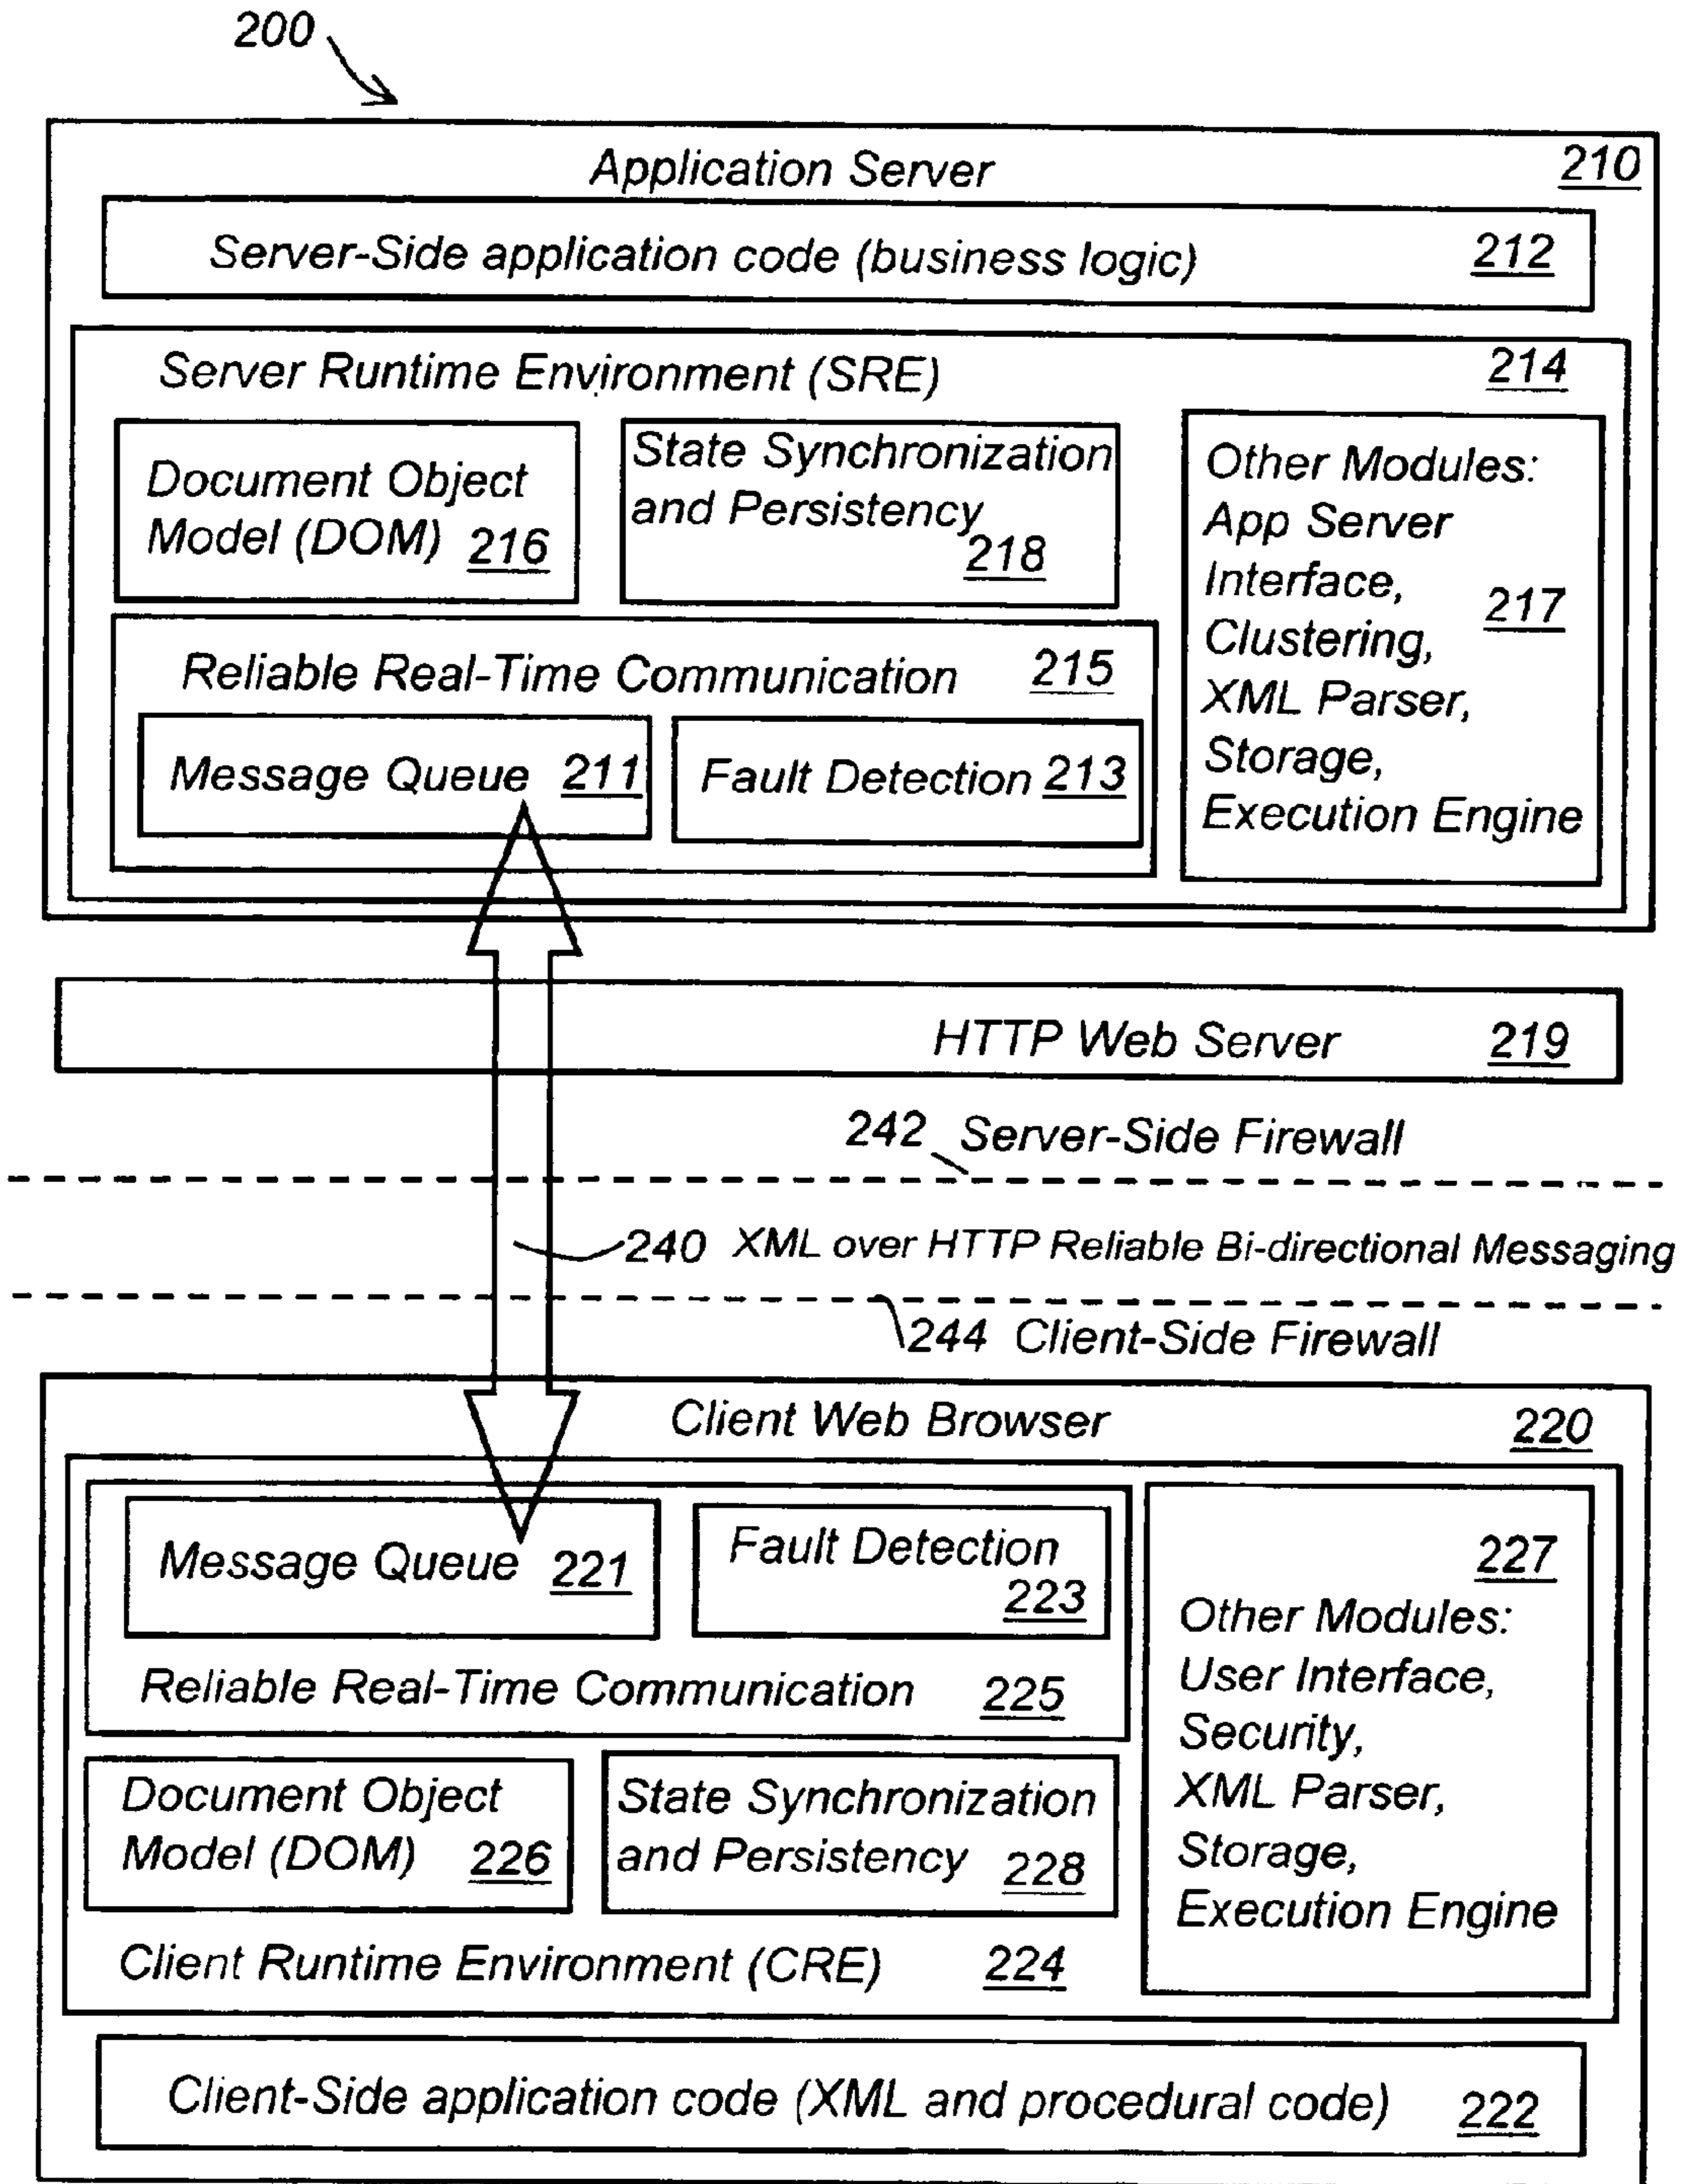 200
Application Server 210
Server-Side application code (business logic) 212
Server Runtime Environment (SRE) 214
Document Object
Model (DOM) 216
State Synchronization
and Persistency
218
Other Modules:
App Server
Interface,
217
Clustering,
XML Parser,
Storage,
Execution Engine
Reliable Real-Time Communication 215
Message Queue 211
Fault Detection 213
HTTP Web Server 219
242 Server-Side Firewall
240 XML over HTTP Reliable Bi-directional Messaging
244 Client-Side Firewall
Client Web Browser 220
Message Queue 221
Fault Detection
223
Reliable Real-Time Communication 225
227
Other Modules:
User Interface,
Security,
XML Parser,
Storage,
Execution Engine
Document Object
Model (DOM) 226
State Synchronization
and Persistency 228
Client Runtime Environment (CRE) 224
Client-Side application code (XML and procedural code) 222